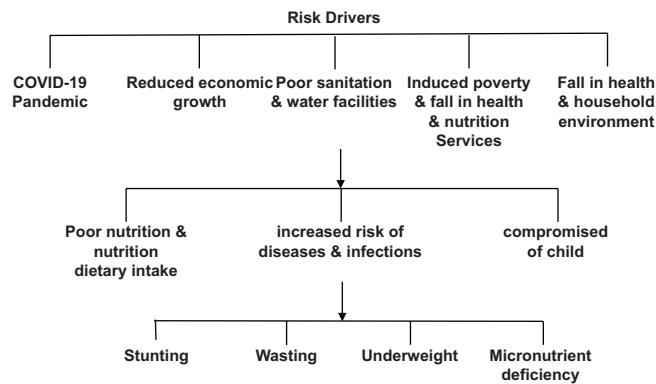 Risk Drivers
COVID-19
Pandemic
Reduced economic
growth
Poor sanitation
& water facilities
Induced poverty
& fall in health
& nutrition
Services
Fall in health
& household
environment
Poor nutrition &
nutrition
dietary intake
increased risk of
diseases & infections
compromised
of child
Stunting
Wasting
Underweight
Micronutrient
deficiency